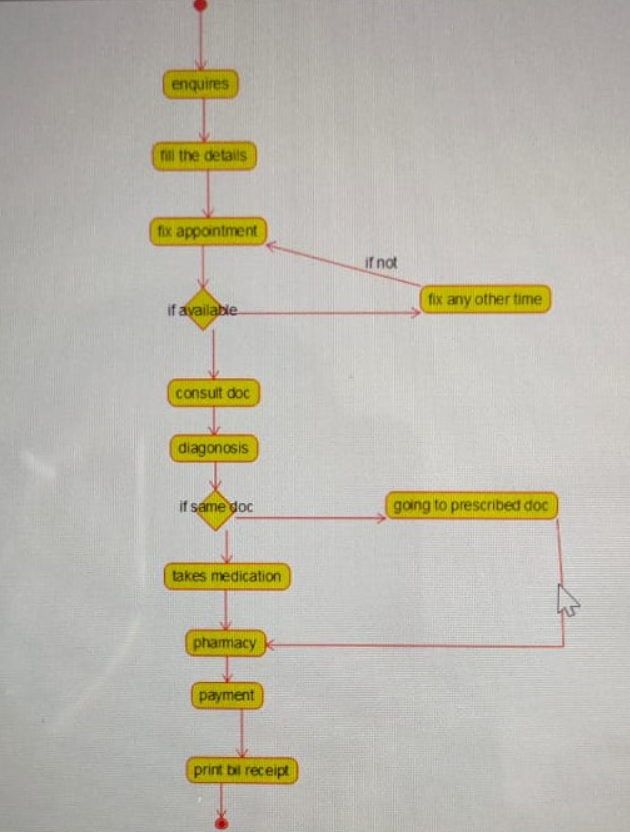 enquires
fill the details
fix appointment
if not
fix any other time
if available
consult doc
diagonosis
if same doc
going to prescribed doc
takes medication
pharmacy
payment
print bil receipt